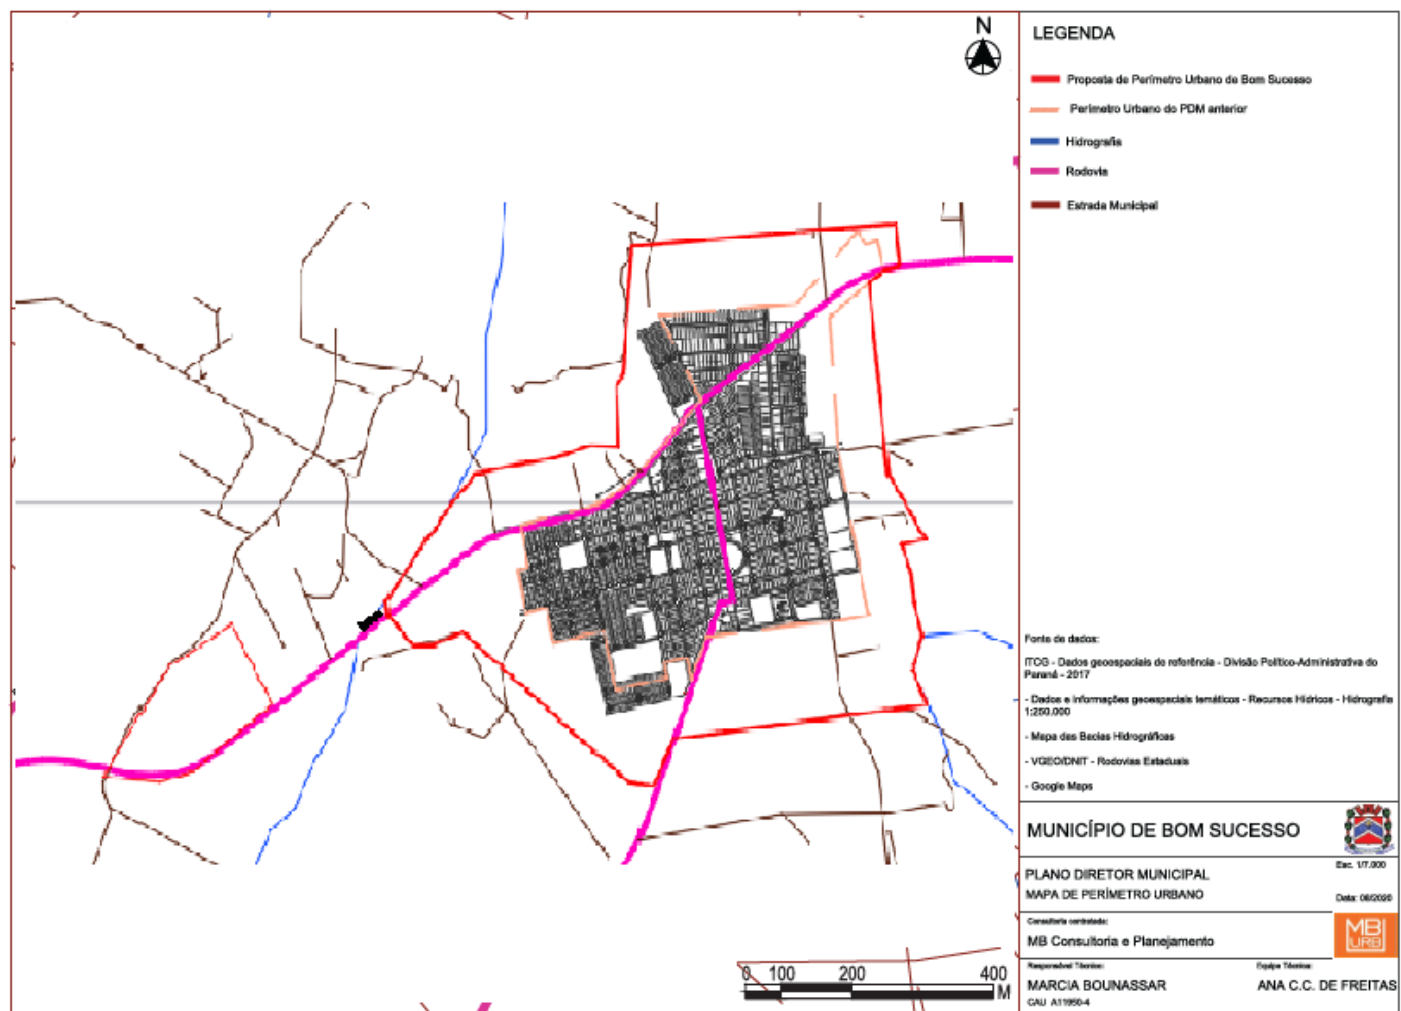 N
LEGENDA
Proposta de Perímetro Urbano de Bom Sucesso
Perímetro Urbano do PDM anterior
Hidrografia
Rodovia
Estrada Municipal
Fonte de dados:
ITCG - Dados geoespaciais de referência - Divisão Político-Administrativa do
Paraná - 2017
- Dados e informações geoespaciais temáticos - Recursos Hídricos - Hidrografia
1:250.000
- Mapa das Bacias Hidrográficas
- VGEO/DNIT - Rodovias Estaduais
- Google Maps
MUNICÍPIO DE BOM SUCESSO
Esc. 1/7.000
PLANO DIRETOR MUNICIPAL
MAPA DE PERÍMETRO URBANO
Data: 08/2020
Consultoria contratada:
MB Consultoria e Planejamento
MB
URB
Responsável Técnico:
Equipe Técnica:
MARCIA BOUNASSAR
ANA C.C. DE FREITAS
CAU A11950-4
0 100 200 400
M